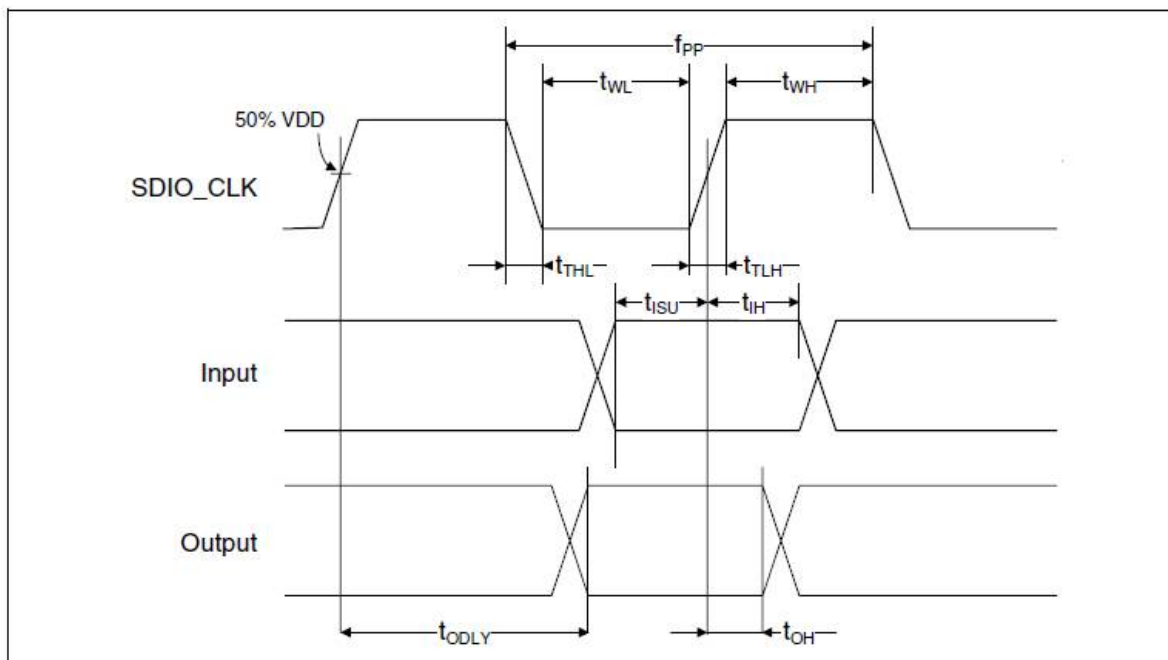 fPP
tWL
tWH
50% VDD
SDIO_CLK
tTHL
tTLH
tISU
tIH
Input
Output
tODLY
tOH